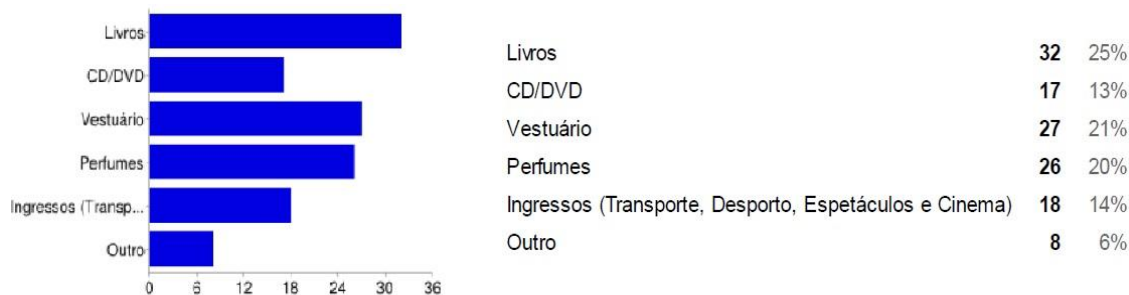 Livros
CD/DVD
Vestuário
Perfumes
Ingressos (Transp...
Outro
0 6 12 18 24 30 36
Livros 32 25%
CD/DVD 17 13%
Vestuário 27 21%
Perfumes 26 20%
Ingressos (Transporte, Desporto, Espetáculos e Cinema) 18 14%
Outro 8 6%